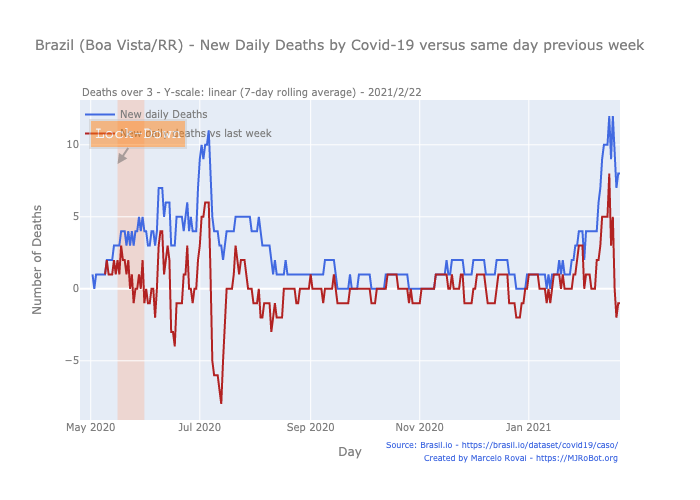 Brazil (Boa Vista/RR) - New Daily Deaths by Covid-19 versus same day previous week
Deaths over 3 - Y-scale: linear (7-day rolling average) - 2021/2/22
New daily Deaths
New daily deaths vs last week
Lock-Down
10
5
0
−5
Number of Deaths
May 2020
Jul 2020
Sep 2020
Nov 2020
Jan 2021
Day
Source: Brasil.io - https://brasil.io/dataset/covid19/caso/
Created by Marcelo Rovai - https://MJRoBot.org